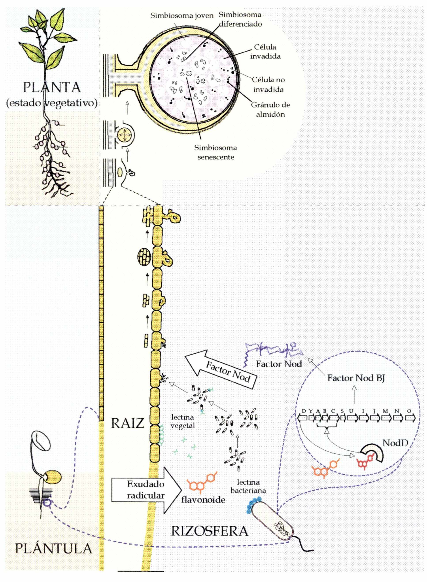 Simbiosoma joven
Simbiosoma
diferenciado
Célula
invadida
Célula no
invadida
Gránulo de
almidón
Simbiosoma
senescente
PLANTA
(estado vegetativo)
Factor Nod
Factor Nod
Factor Nod BJ
D Y A B C S U I J M N O
NodD
RAIZ
lectina
vegetal
Exudado
radicular
flavonoide
lectina
bacteriana
RIZOSFERA
PLÁNTULA